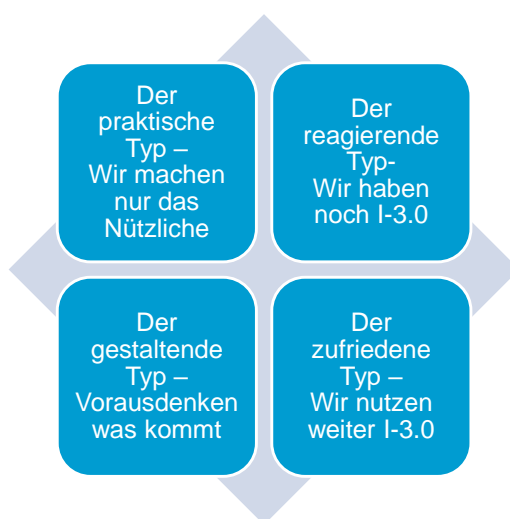 Der
praktische
Typ –
Wir machen
nur das
Nützliche
Der
reagierende
Typ-
Wir haben
noch I-3.0
Der
gestaltende
Typ –
Vorausdenken
was kommt
Der
zufriedene
Typ –
Wir nutzen
weiter I-3.0